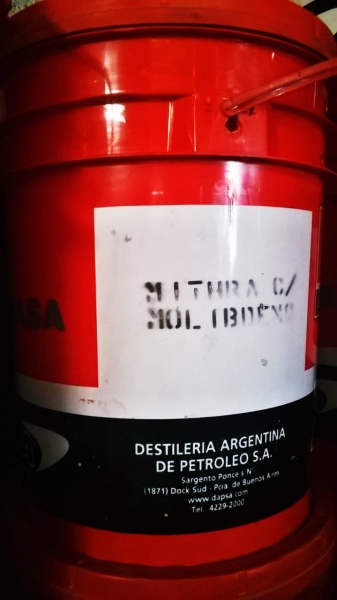 MITHRA C/
MOLIBDENO
ASA
DESTILERIA ARGENTINA
DE PETROLEO S.A.
Sargento Ponce s N°
(1871) Dock Sud - Pcia. de Buenos Aires
www.dapsa.com
Tel. 4229-2000